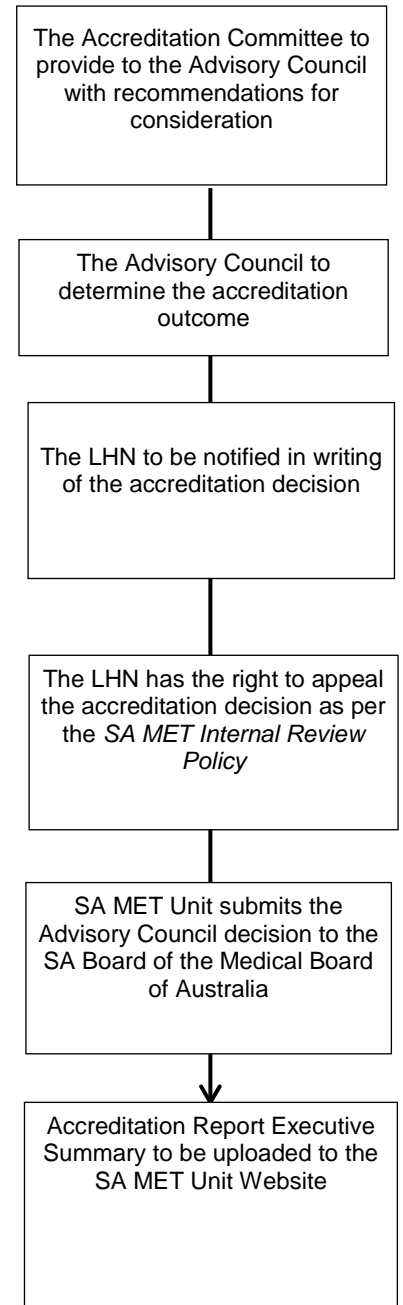 The Accreditation Committee to
provide to the Advisory Council
with recommendations for
consideration
The Advisory Council to
determine the accreditation
outcome
The LHN to be notified in writing
of the accreditation decision
The LHN has the right to appeal
the accreditation decision as per
the SA MET Internal Review
Policy
SA MET Unit submits the
Advisory Council decision to the
SA Board of the Medical Board
of Australia
Accreditation Report Executive
Summary to be uploaded to the
SA MET Unit Website